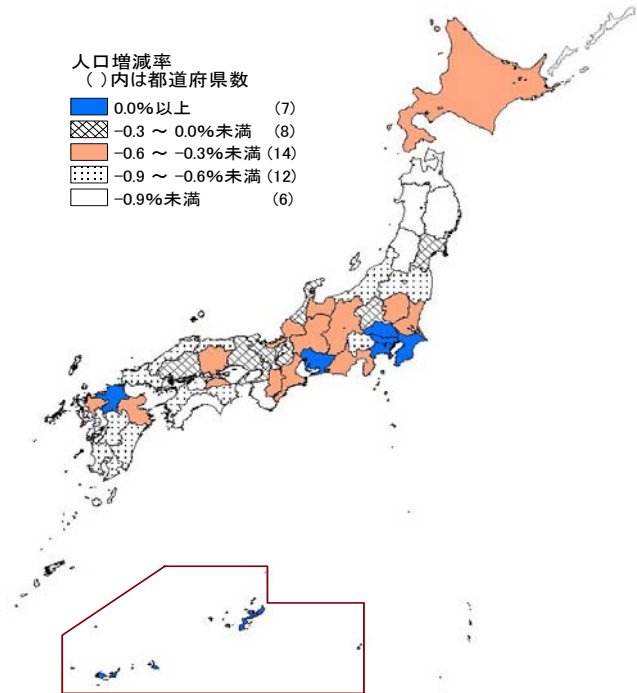 人口増減率
( )内は都道府県数
0.0%以上 (7)
−0.3 ～ 0.0%未満 (8)
−0.6 ～ −0.3%未満 (14)
−0.9 ～ −0.6%未満 (12)
−0.9%未満 (6)